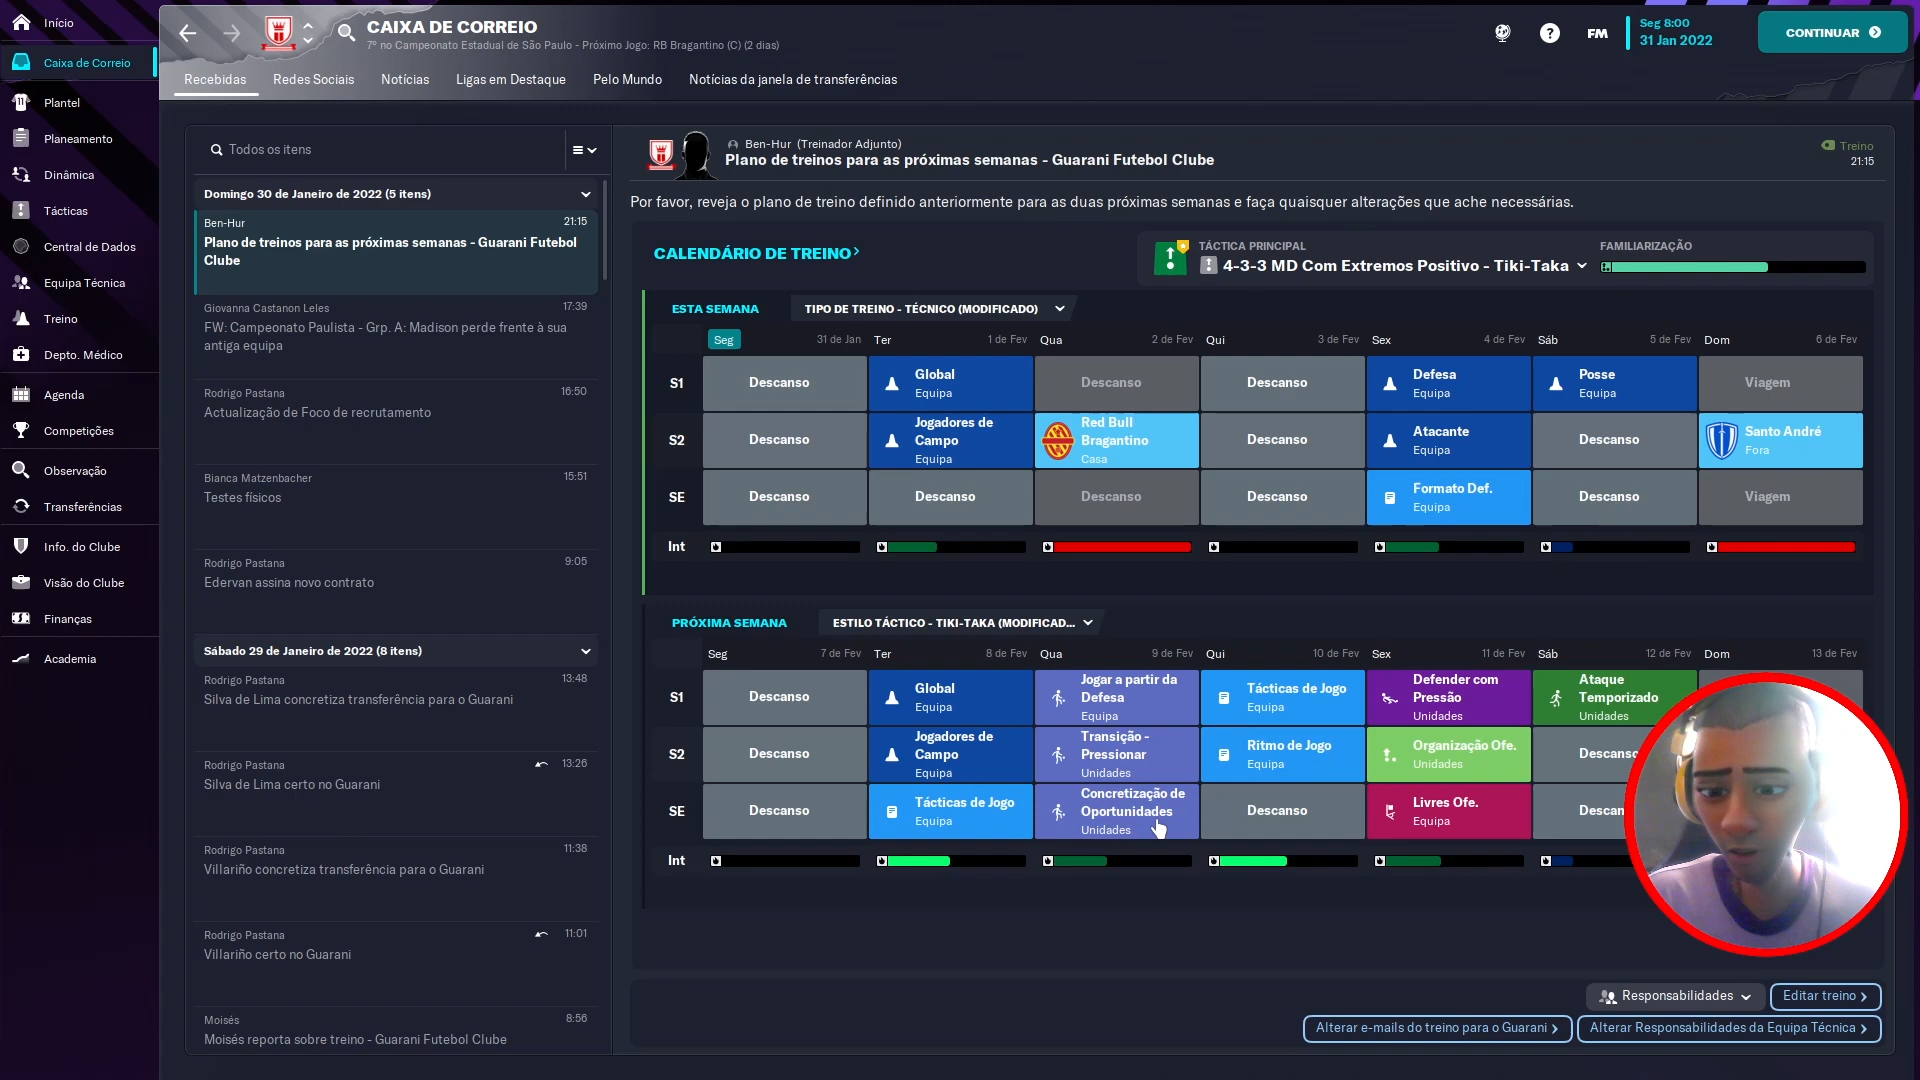 Início
Caixa de Correio
Plantel
Planeamento
Dinâmica
Tácticas
Central de Dados
Equipa Técnica
Treino
Depto. Médico
Agenda
Competições
Observação
Transferências
Info. do Clube
Visão do Clube
Finanças
Academia
CAIXA DE CORREIO
7º no Campeonato Estadual de São Paulo - Próximo Jogo: RB Bragantino (C) (2 dias)
FM
Seg 8:00
31 Jan 2022
CONTINUAR
Recebidas Redes Sociais Notícias Ligas em Destaque Pelo Mundo Notícias da janela de transferências
Todos os itens
Domingo 30 de Janeiro de 2022 (5 itens)
Ben-Hur 21:15
Plano de treinos para as próximas semanas - Guarani Futebol
Clube
Giovanna Castanon Leles 17:39
FW: Campeonato Paulista - Grp. A: Madison perde frente à sua
antiga equipa
Rodrigo Pastana 16:50
Actualização de Foco de recrutamento
Bianca Matzenbacher 15:51
Testes físicos
Rodrigo Pastana 9:05
Edervan assina novo contrato
Sábado 29 de Janeiro de 2022 (8 itens)
Rodrigo Pastana 13:48
Silva de Lima concretiza transferência para o Guarani
Rodrigo Pastana 13:26
Silva de Lima certo no Guarani
Rodrigo Pastana 11:38
Villariño concretiza transferência para o Guarani
Rodrigo Pastana 11:01
Villariño certo no Guarani
Moisés 8:56
Moisés reporta sobre treino - Guarani Futebol Clube
Ben-Hur (Treinador Adjunto) Treino
Plano de treinos para as próximas semanas - Guarani Futebol Clube 21:15
Por favor, reveja o plano de treino definido anteriormente para as duas próximas semanas e faça quaisquer alterações que ache necessárias.
CALENDÁRIO DE TREINO
TÁCTICA PRINCIPAL
4-3-3 MD Com Extremos Positivo - Tiki-Taka
FAMILIARIZAÇÃO
ESTA SEMANA TIPO DE TREINO - TÉCNICO (MODIFICADO)
Seg 31 de Jan Ter 1 de Fev Qua 2 de Fev Qui 3 de Fev Sex 4 de Fev Sáb 5 de Fev Dom 6 de Fev
S1 Descanso Global Equipa Descanso Descanso Defesa Equipa Posse Equipa Viagem
S2 Descanso Jogadores de Campo Equipa Red Bull Bragantino Casa Descanso Atacante Equipa Descanso Santo André Fora
SE Descanso Descanso Descanso Descanso Formato Def. Equipa Descanso Viagem
Int
PRÓXIMA SEMANA ESTILO TÁCTICO - TIKI-TAKA (MODIFICAD...
Seg 7 de Fev Ter 8 de Fev Qua 9 de Fev Qui 10 de Fev Sex 11 de Fev Sáb 12 de Fev Dom 13 de Fev
S1 Descanso Global Equipa Jogar a partir da Defesa Equipa Tácticas de Jogo Equipa Defender com Pressão Unidades Ataque Temporizado Unidades
S2 Descanso Jogadores de Campo Equipa Transição - Pressionar Unidades Ritmo de Jogo Equipa Organização Ofe. Unidades Descanso
SE Descanso Tácticas de Jogo Equipa Concretização de Oportunidades Unidades Descanso Livres Ofe. Equipa
Int
Responsabilidades Editar treino
Alterar e-mails do treino para o Guarani Alterar Responsabilidades da Equipa Técnica